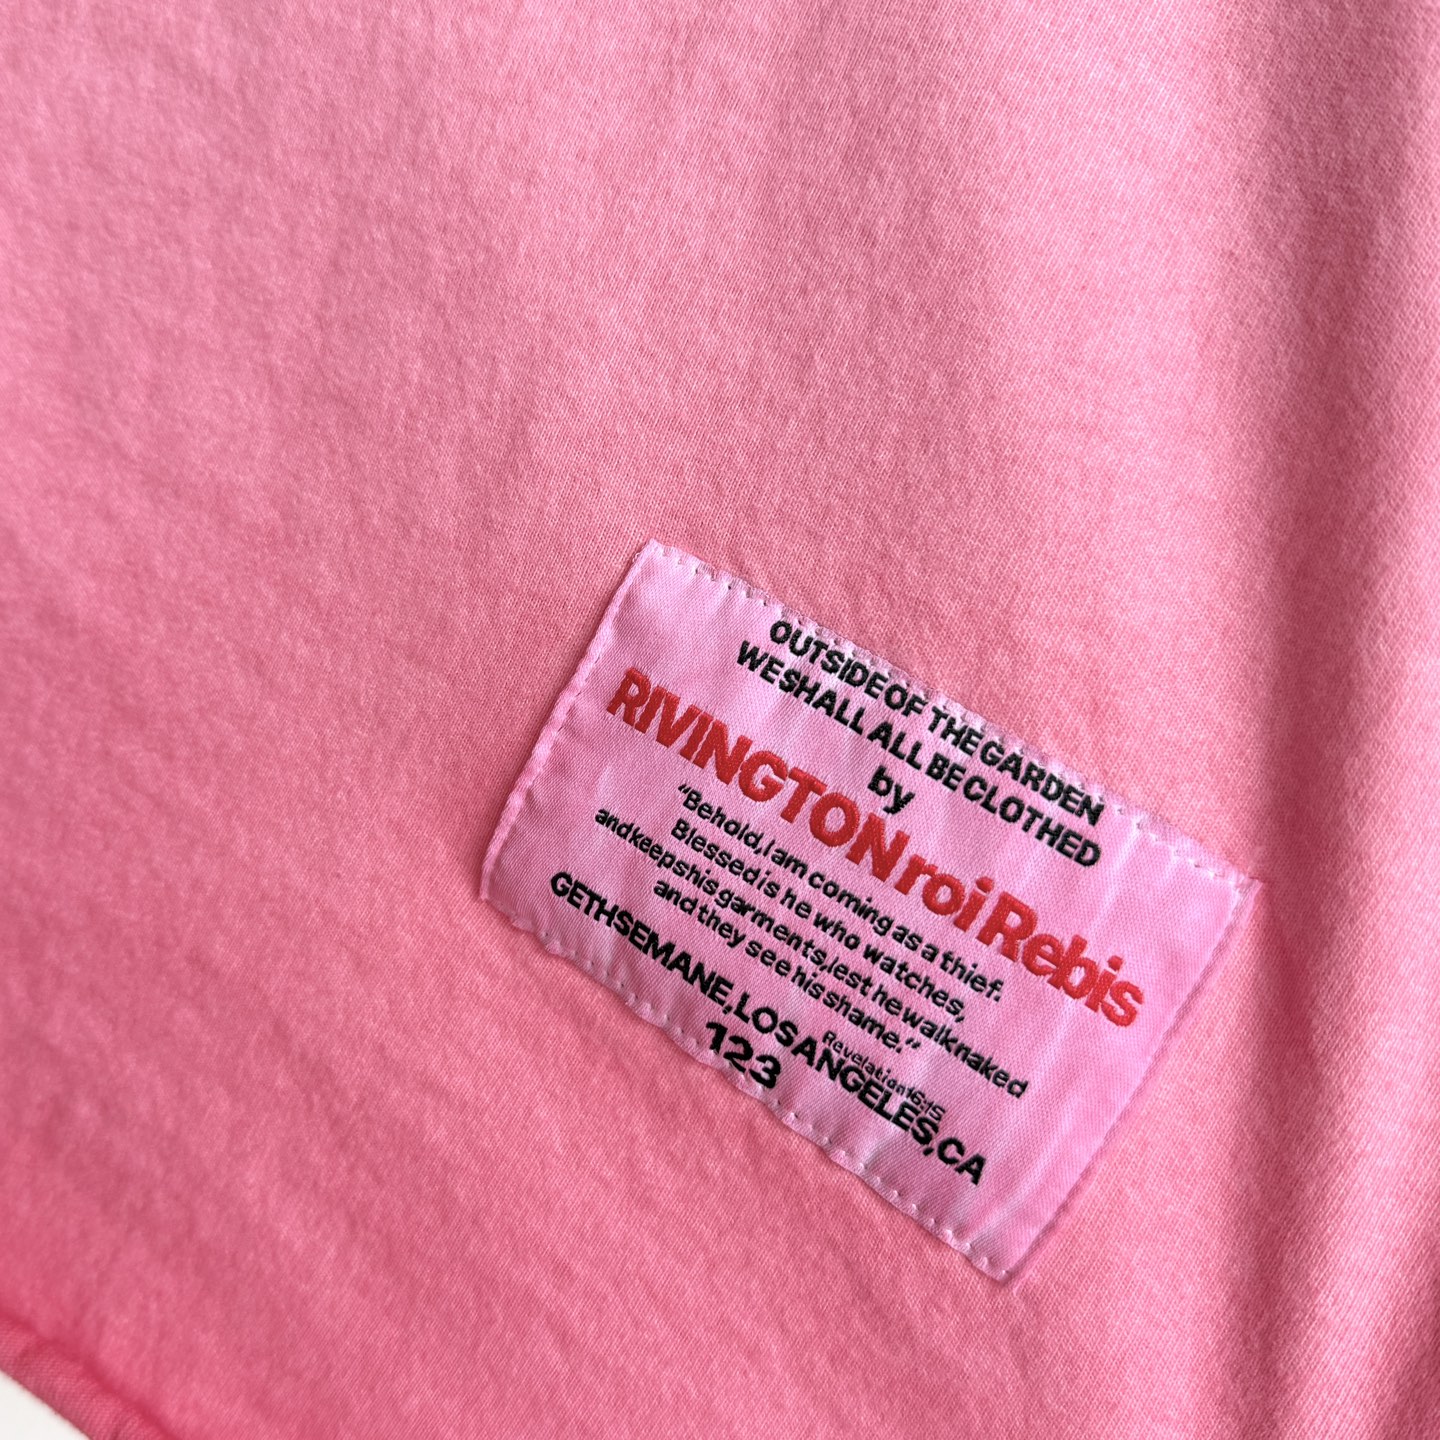 OUTSIDE OF THE GARDEN
WE SHALL ALL BE CLOTHED
by
RIVINGTON roi Rebis
“Behold, I am coming as a thief.
Blessed is he who watches,
and keeps his garments, lest he walk naked
and they see his shame.”
Revelation 16:15
GETHSEMANE, LOS ANGELES, CA
123